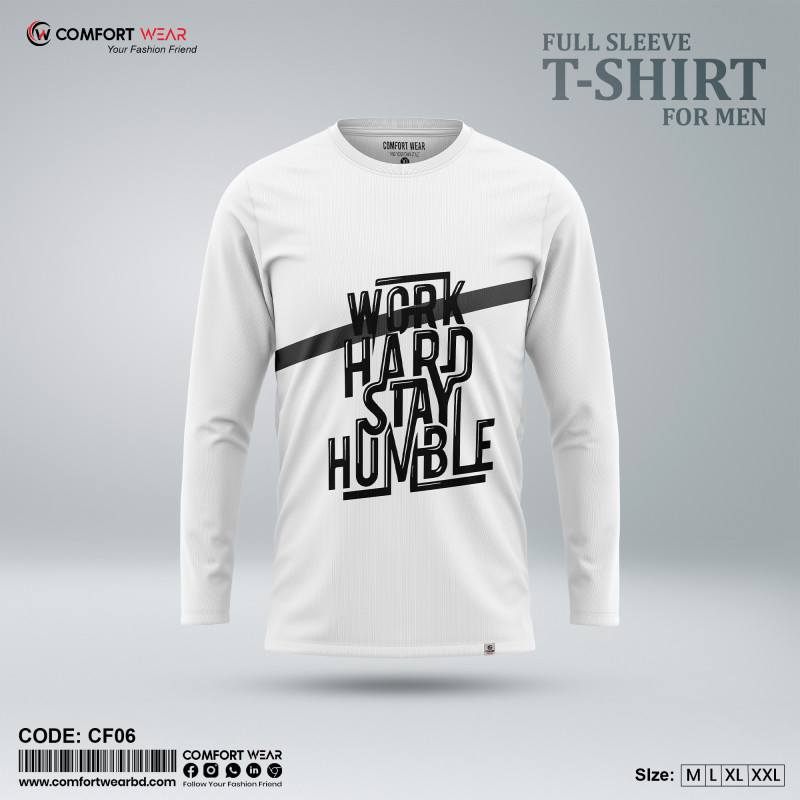 COMFORT WEAR
Your Fashion Friend
FULL SLEEVE
T-SHIRT
FOR MEN
COMFORT WEAR
WORK
HARD
STAY
HUMBLE
CODE: CF06
www.comfortwearbd.com
COMFORT WEAR
Follow Your Fashion Friend
Size: M L XL XXL